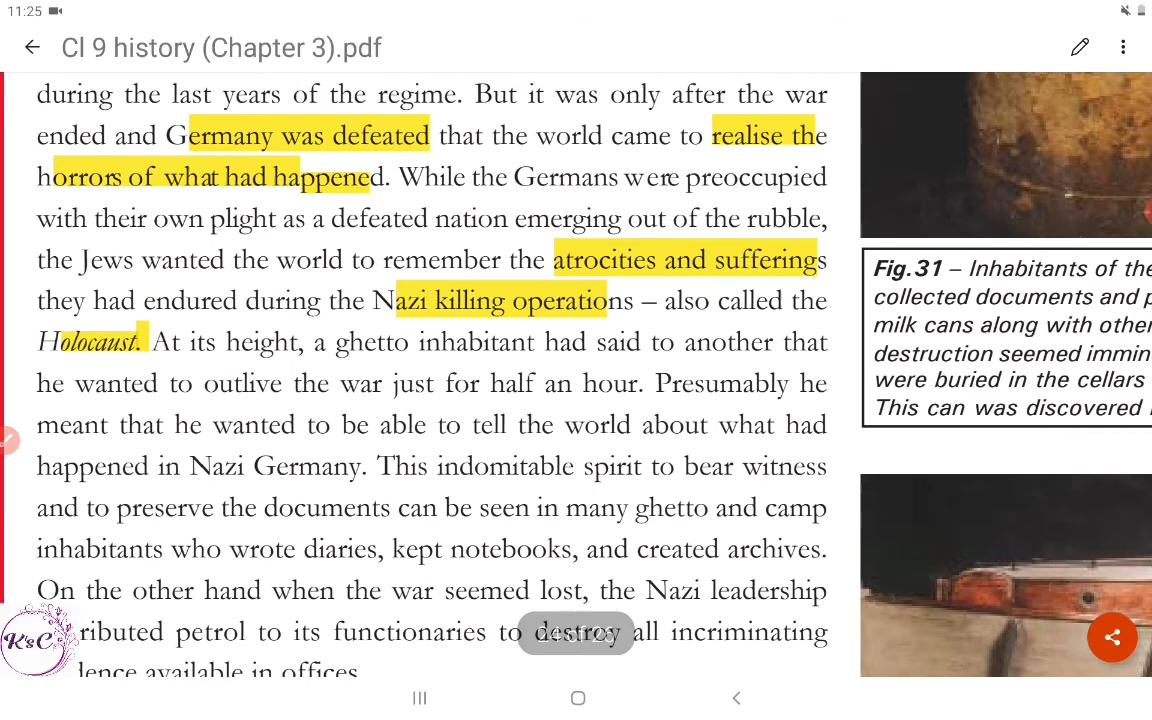 11:25
Cl 9 history (Chapter 3).pdf
during the last years of the regime. But it was only after the war
ended and Germany was defeated that the world came to realise the
horrors of what had happened. While the Germans were preoccupied
with their own plight as a defeated nation emerging out of the rubble,
the Jews wanted the world to remember the atrocities and sufferings
they had endured during the Nazi killing operations – also called the
Holocaust. At its height, a ghetto inhabitant had said to another that
he wanted to outlive the war just for half an hour. Presumably he
meant that he wanted to be able to tell the world about what had
happened in Nazi Germany. This indomitable spirit to bear witness
and to preserve the documents can be seen in many ghetto and camp
inhabitants who wrote diaries, kept notebooks, and created archives.
On the other hand when the war seemed lost, the Nazi leadership
ributed petrol to its functionaries to destroy all incriminating
lence available in offices.
Fig.31 – Inhabitants of the
collected documents and p
milk cans along with other
destruction seemed immin
were buried in the cellars
This can was discovered
K's C